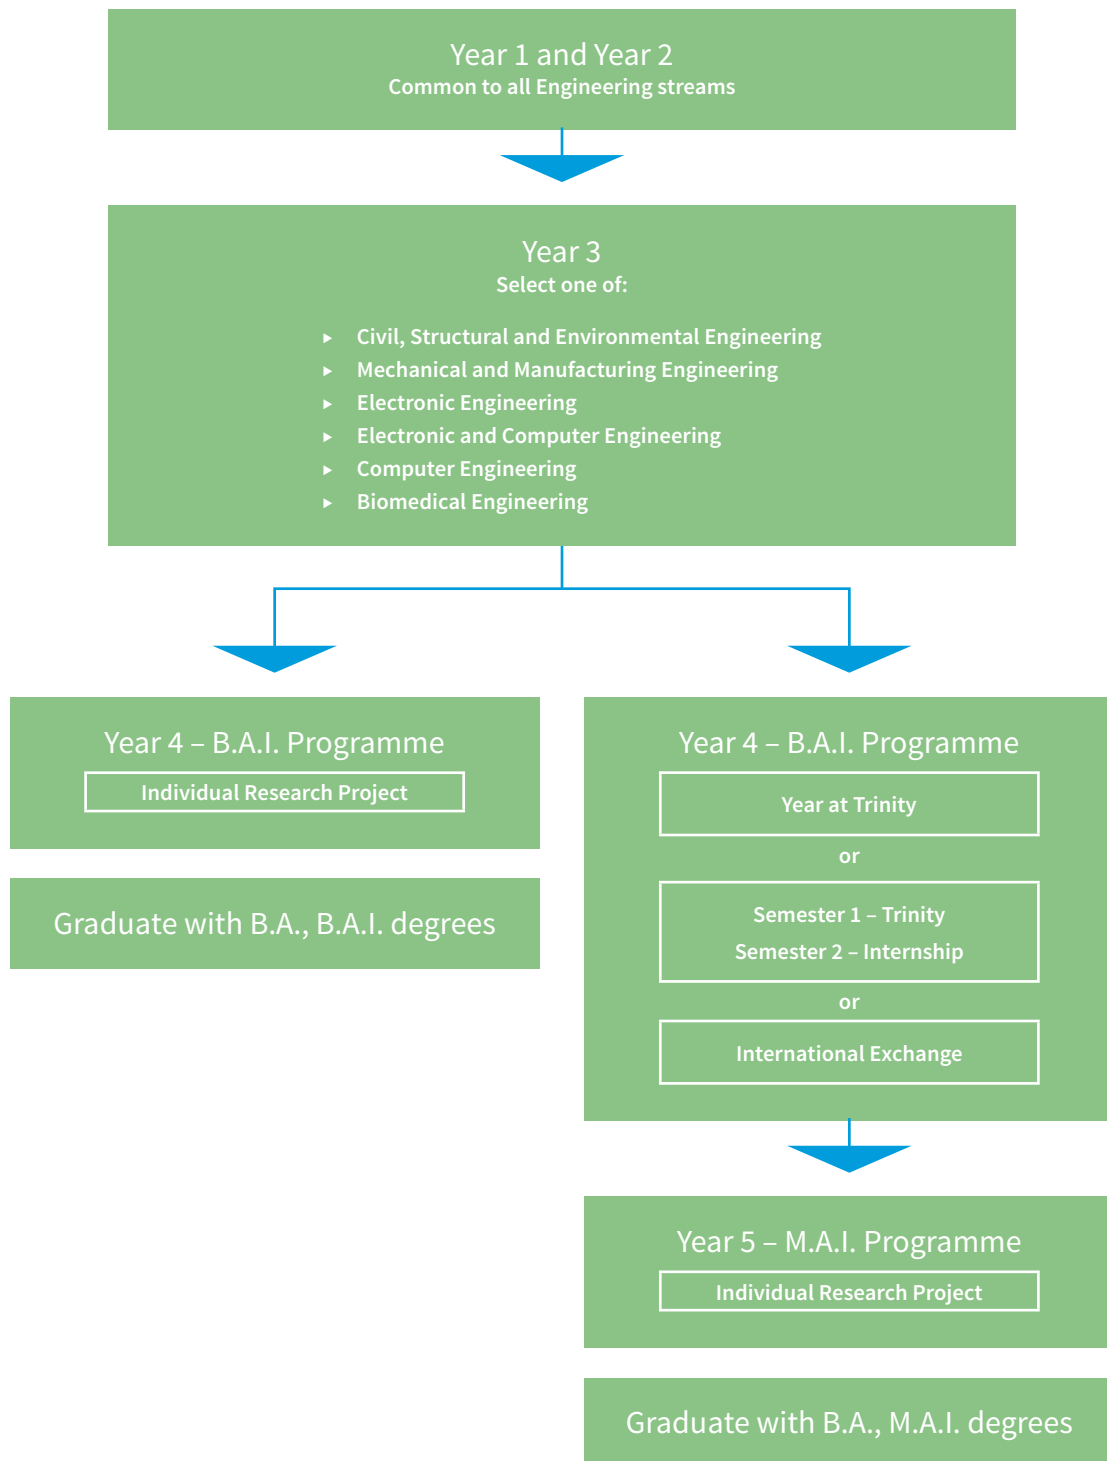 Year 1 and Year 2
Common to all Engineering streams
Year 3
Select one of:
Civil, Structural and Environmental Engineering
Mechanical and Manufacturing Engineering
Electronic Engineering
Electronic and Computer Engineering
Computer Engineering
Biomedical Engineering
Year 4 – B.A.I. Programme
Individual Research Project
Graduate with B.A., B.A.I. degrees
Year 4 – B.A.I. Programme
Year at Trinity
or
Semester 1 – Trinity
Semester 2 – Internship
or
International Exchange
Year 5 – M.A.I. Programme
Individual Research Project
Graduate with B.A., M.A.I. degrees